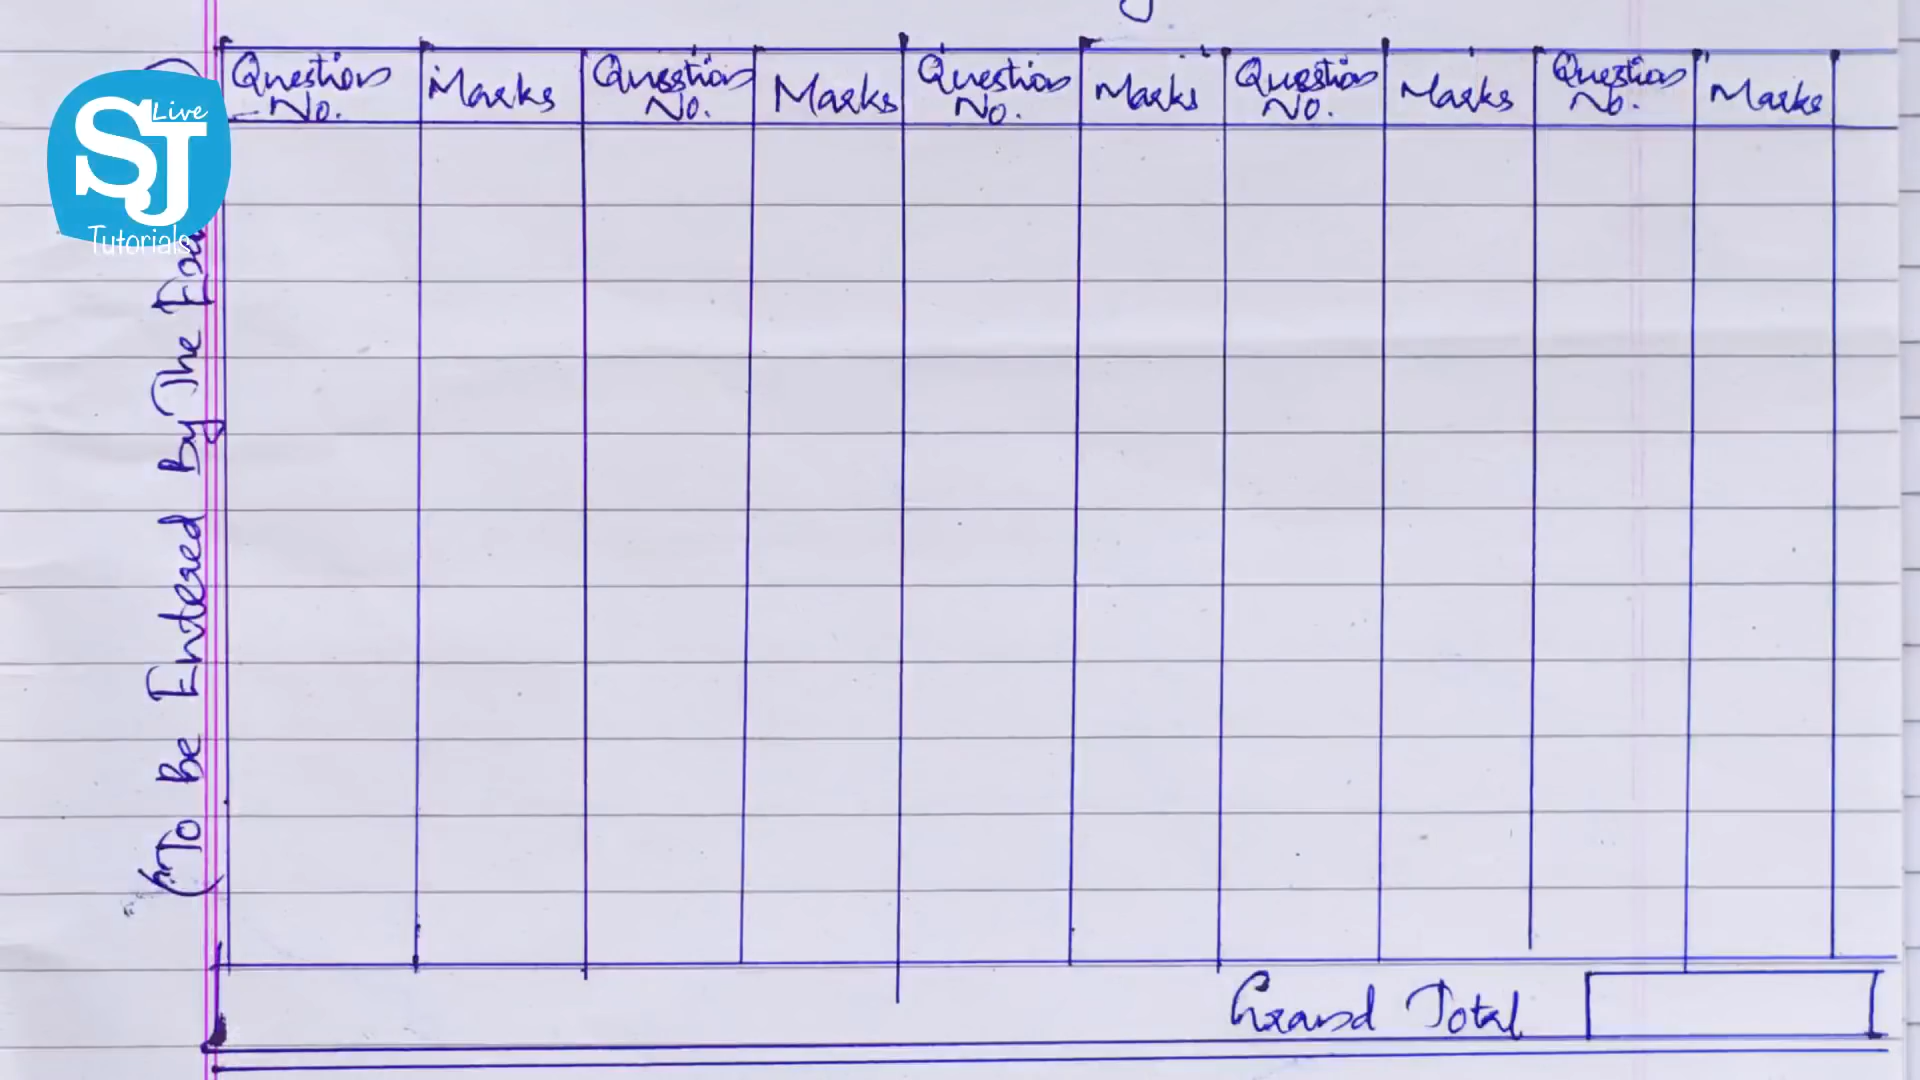 Question Marks Question Marks Question Marks Question Marks Question Marks
No. No. No. No. No.
SJ Live
Tutorials
(To Be Entered By The
Grand Total